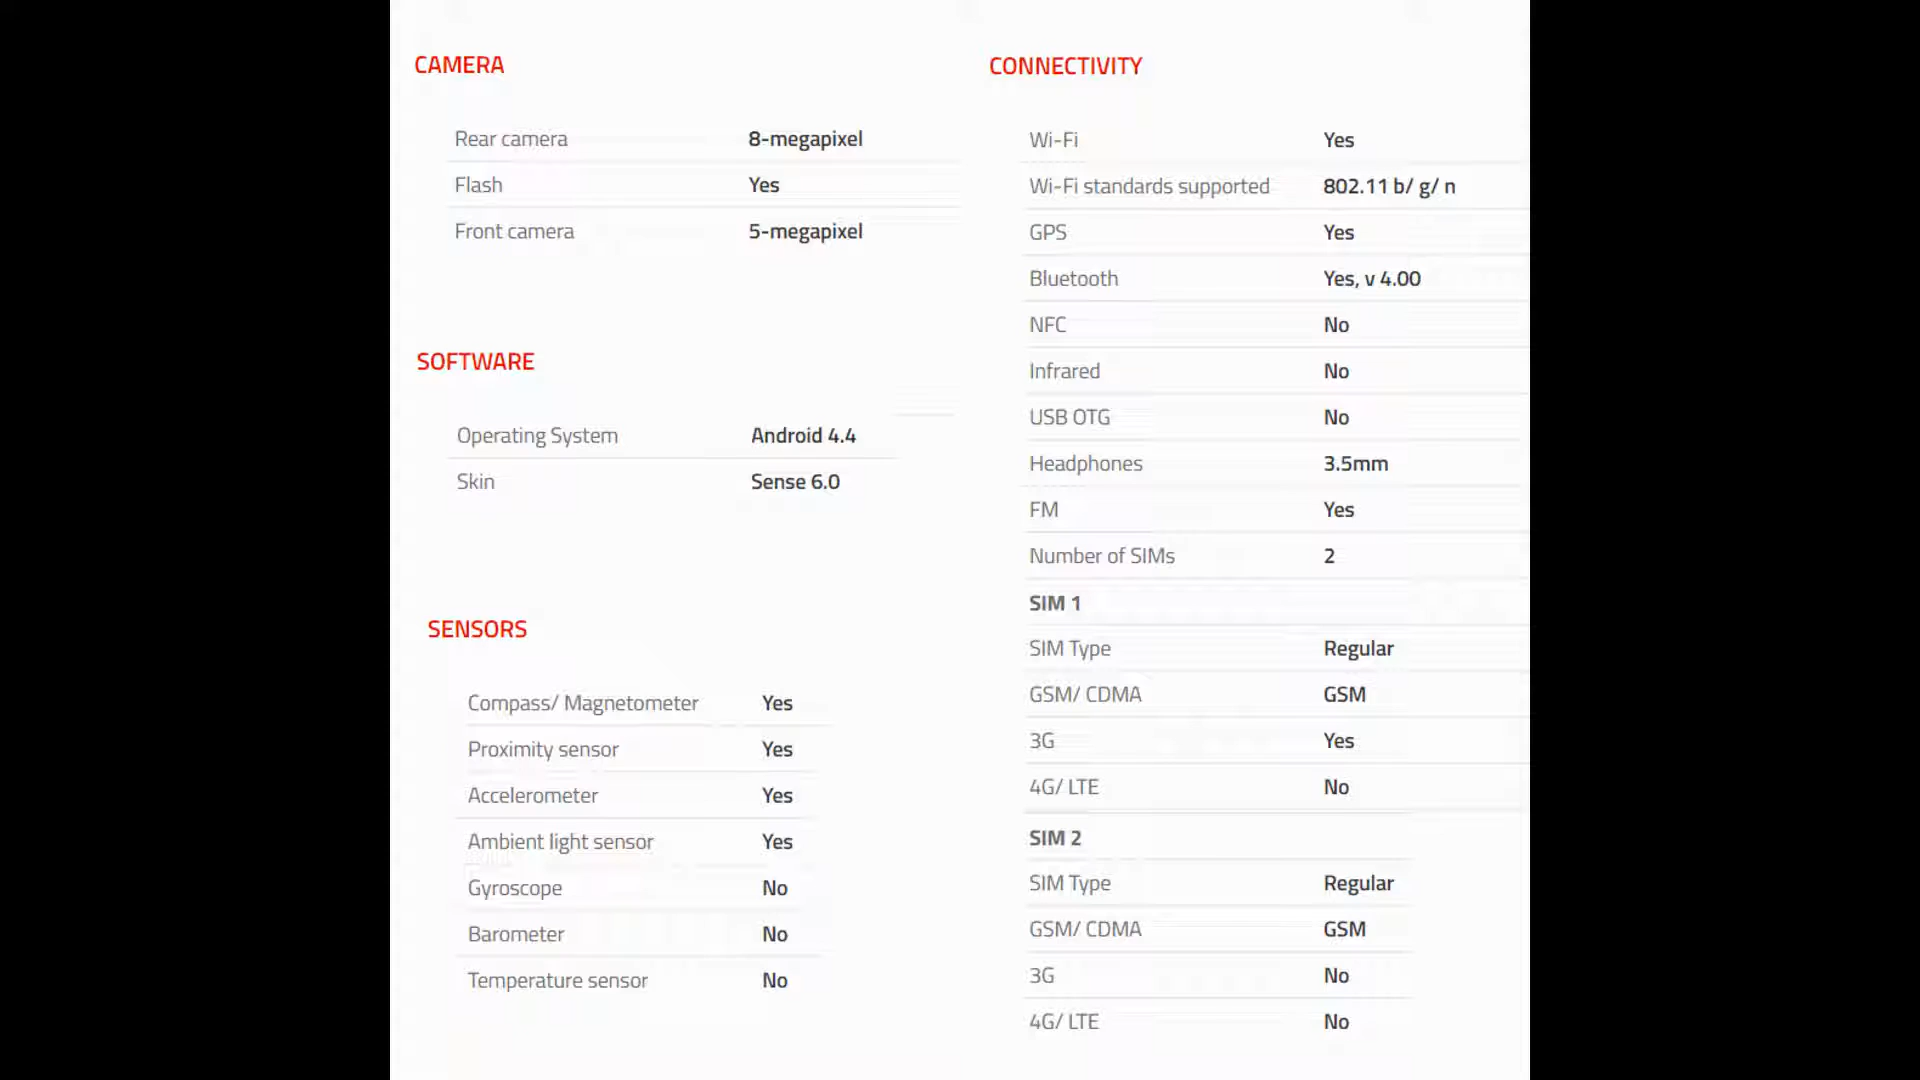 CAMERA
Rear camera 8-megapixel
Flash Yes
Front camera 5-megapixel
SOFTWARE
Operating System Android 4.4
Skin Sense 6.0
SENSORS
Compass/ Magnetometer Yes
Proximity sensor Yes
Accelerometer Yes
Ambient light sensor Yes
Gyroscope No
Barometer No
Temperature sensor No
CONNECTIVITY
Wi-Fi Yes
Wi-Fi standards supported 802.11 b/ g/ n
GPS Yes
Bluetooth Yes, v 4.00
NFC No
Infrared No
USB OTG No
Headphones 3.5mm
FM Yes
Number of SIMs 2
SIM 1
SIM Type Regular
GSM/ CDMA GSM
3G Yes
4G/ LTE No
SIM 2
SIM Type Regular
GSM/ CDMA GSM
3G No
4G/ LTE No